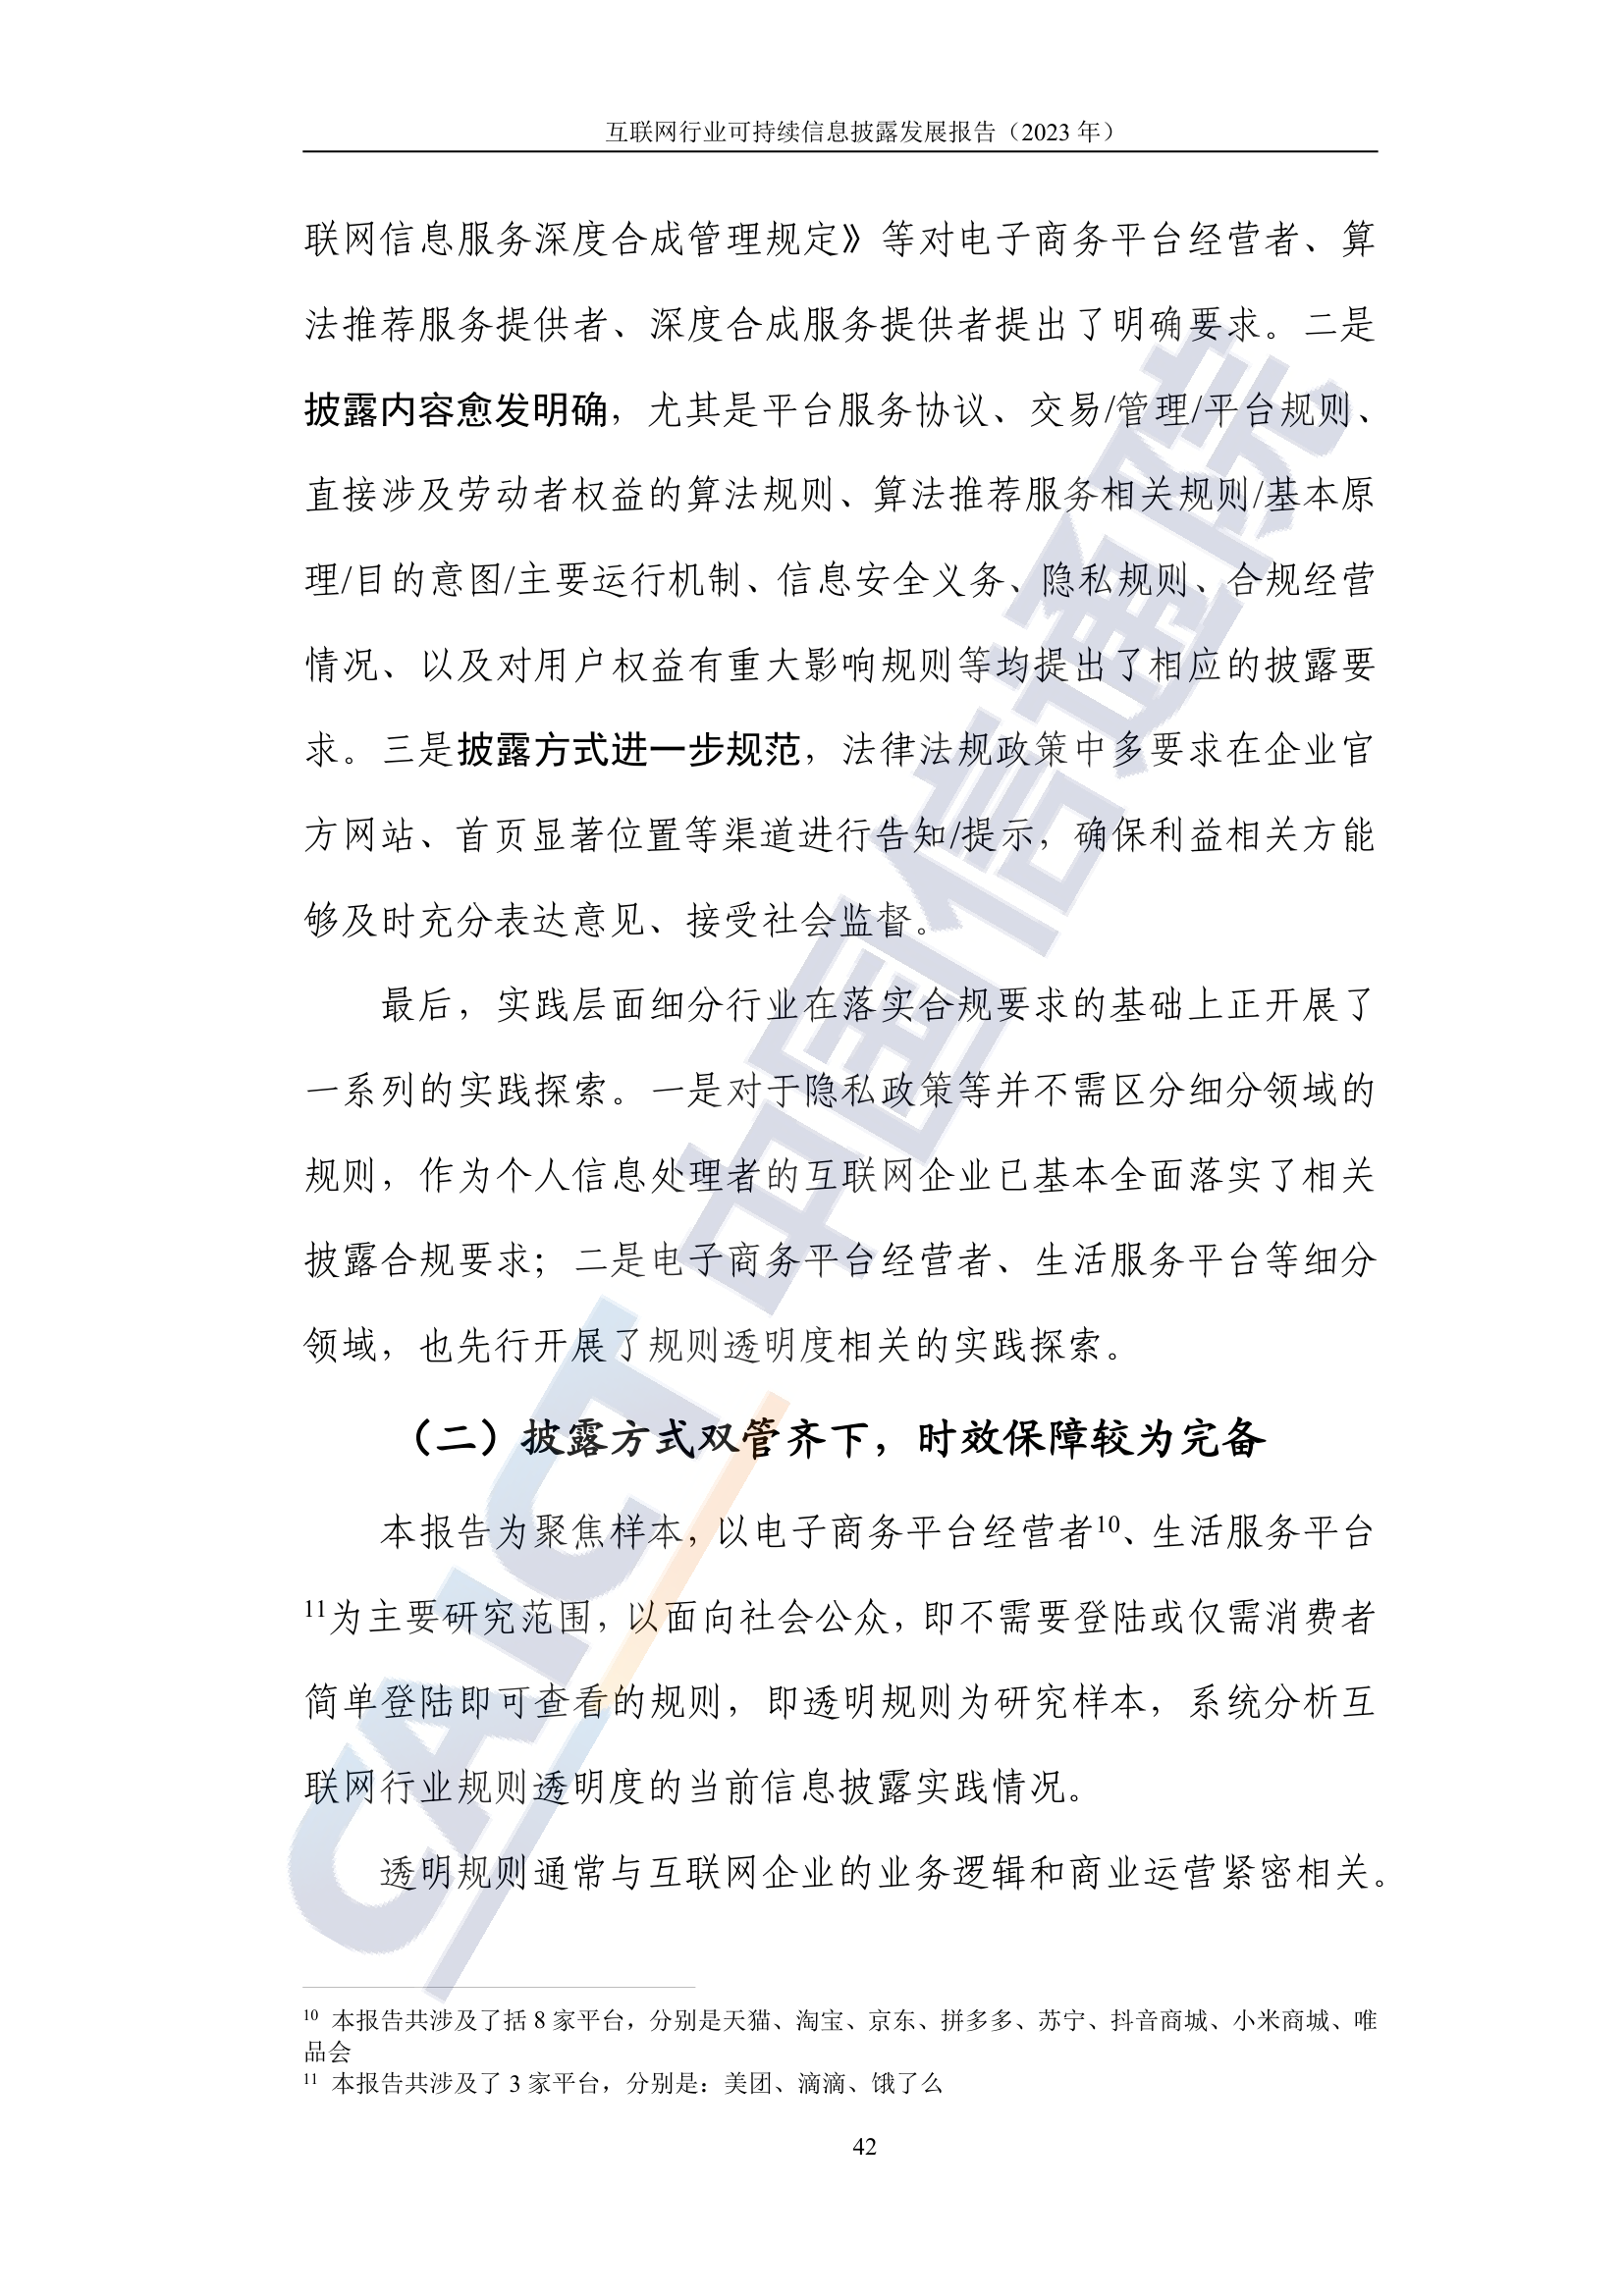 互联网行业可持续信息披露发展报告（2023 年）
联网信息服务深度合成管理规定》等对电子商务平台经营者、算
法推荐服务提供者、深度合成服务提供者提出了明确要求。二是
披露内容愈发明确，尤其是平台服务协议、交易/管理/平台规则、
直接涉及劳动者权益的算法规则、算法推荐服务相关规则/基本原
理/目的意图/主要运行机制、信息安全义务、隐私规则、合规经营
情况、以及对用户权益有重大影响规则等均提出了相应的披露要
求。三是披露方式进一步规范，法律法规政策中多要求在企业官
方网站、首页显著位置等渠道进行告知/提示，确保利益相关方能
够及时充分表达意见、接受社会监督。
最后，实践层面细分行业在落实合规要求的基础上正开展了
一系列的实践探索。一是对于隐私政策等并不需区分细分领域的
规则，作为个人信息处理者的互联网企业已基本全面落实了相关
披露合规要求；二是电子商务平台经营者、生活服务平台等细分
领域，也先行开展了规则透明度相关的实践探索。
（二）披露方式双管齐下，时效保障较为完备
本报告为聚焦样本，以电子商务平台经营者10、生活服务平台
11为主要研究范围，以面向社会公众，即不需要登陆或仅需消费者
简单登陆即可查看的规则，即透明规则为研究样本，系统分析互
联网行业规则透明度的当前信息披露实践情况。
透明规则通常与互联网企业的业务逻辑和商业运营紧密相关。
10 本报告共涉及了括 8 家平台，分别是天猫、淘宝、京东、拼多多、苏宁、抖音商城、小米商城、唯
品会
11 本报告共涉及了 3 家平台，分别是：美团、滴滴、饿了么
42
CAICT 中国信通院